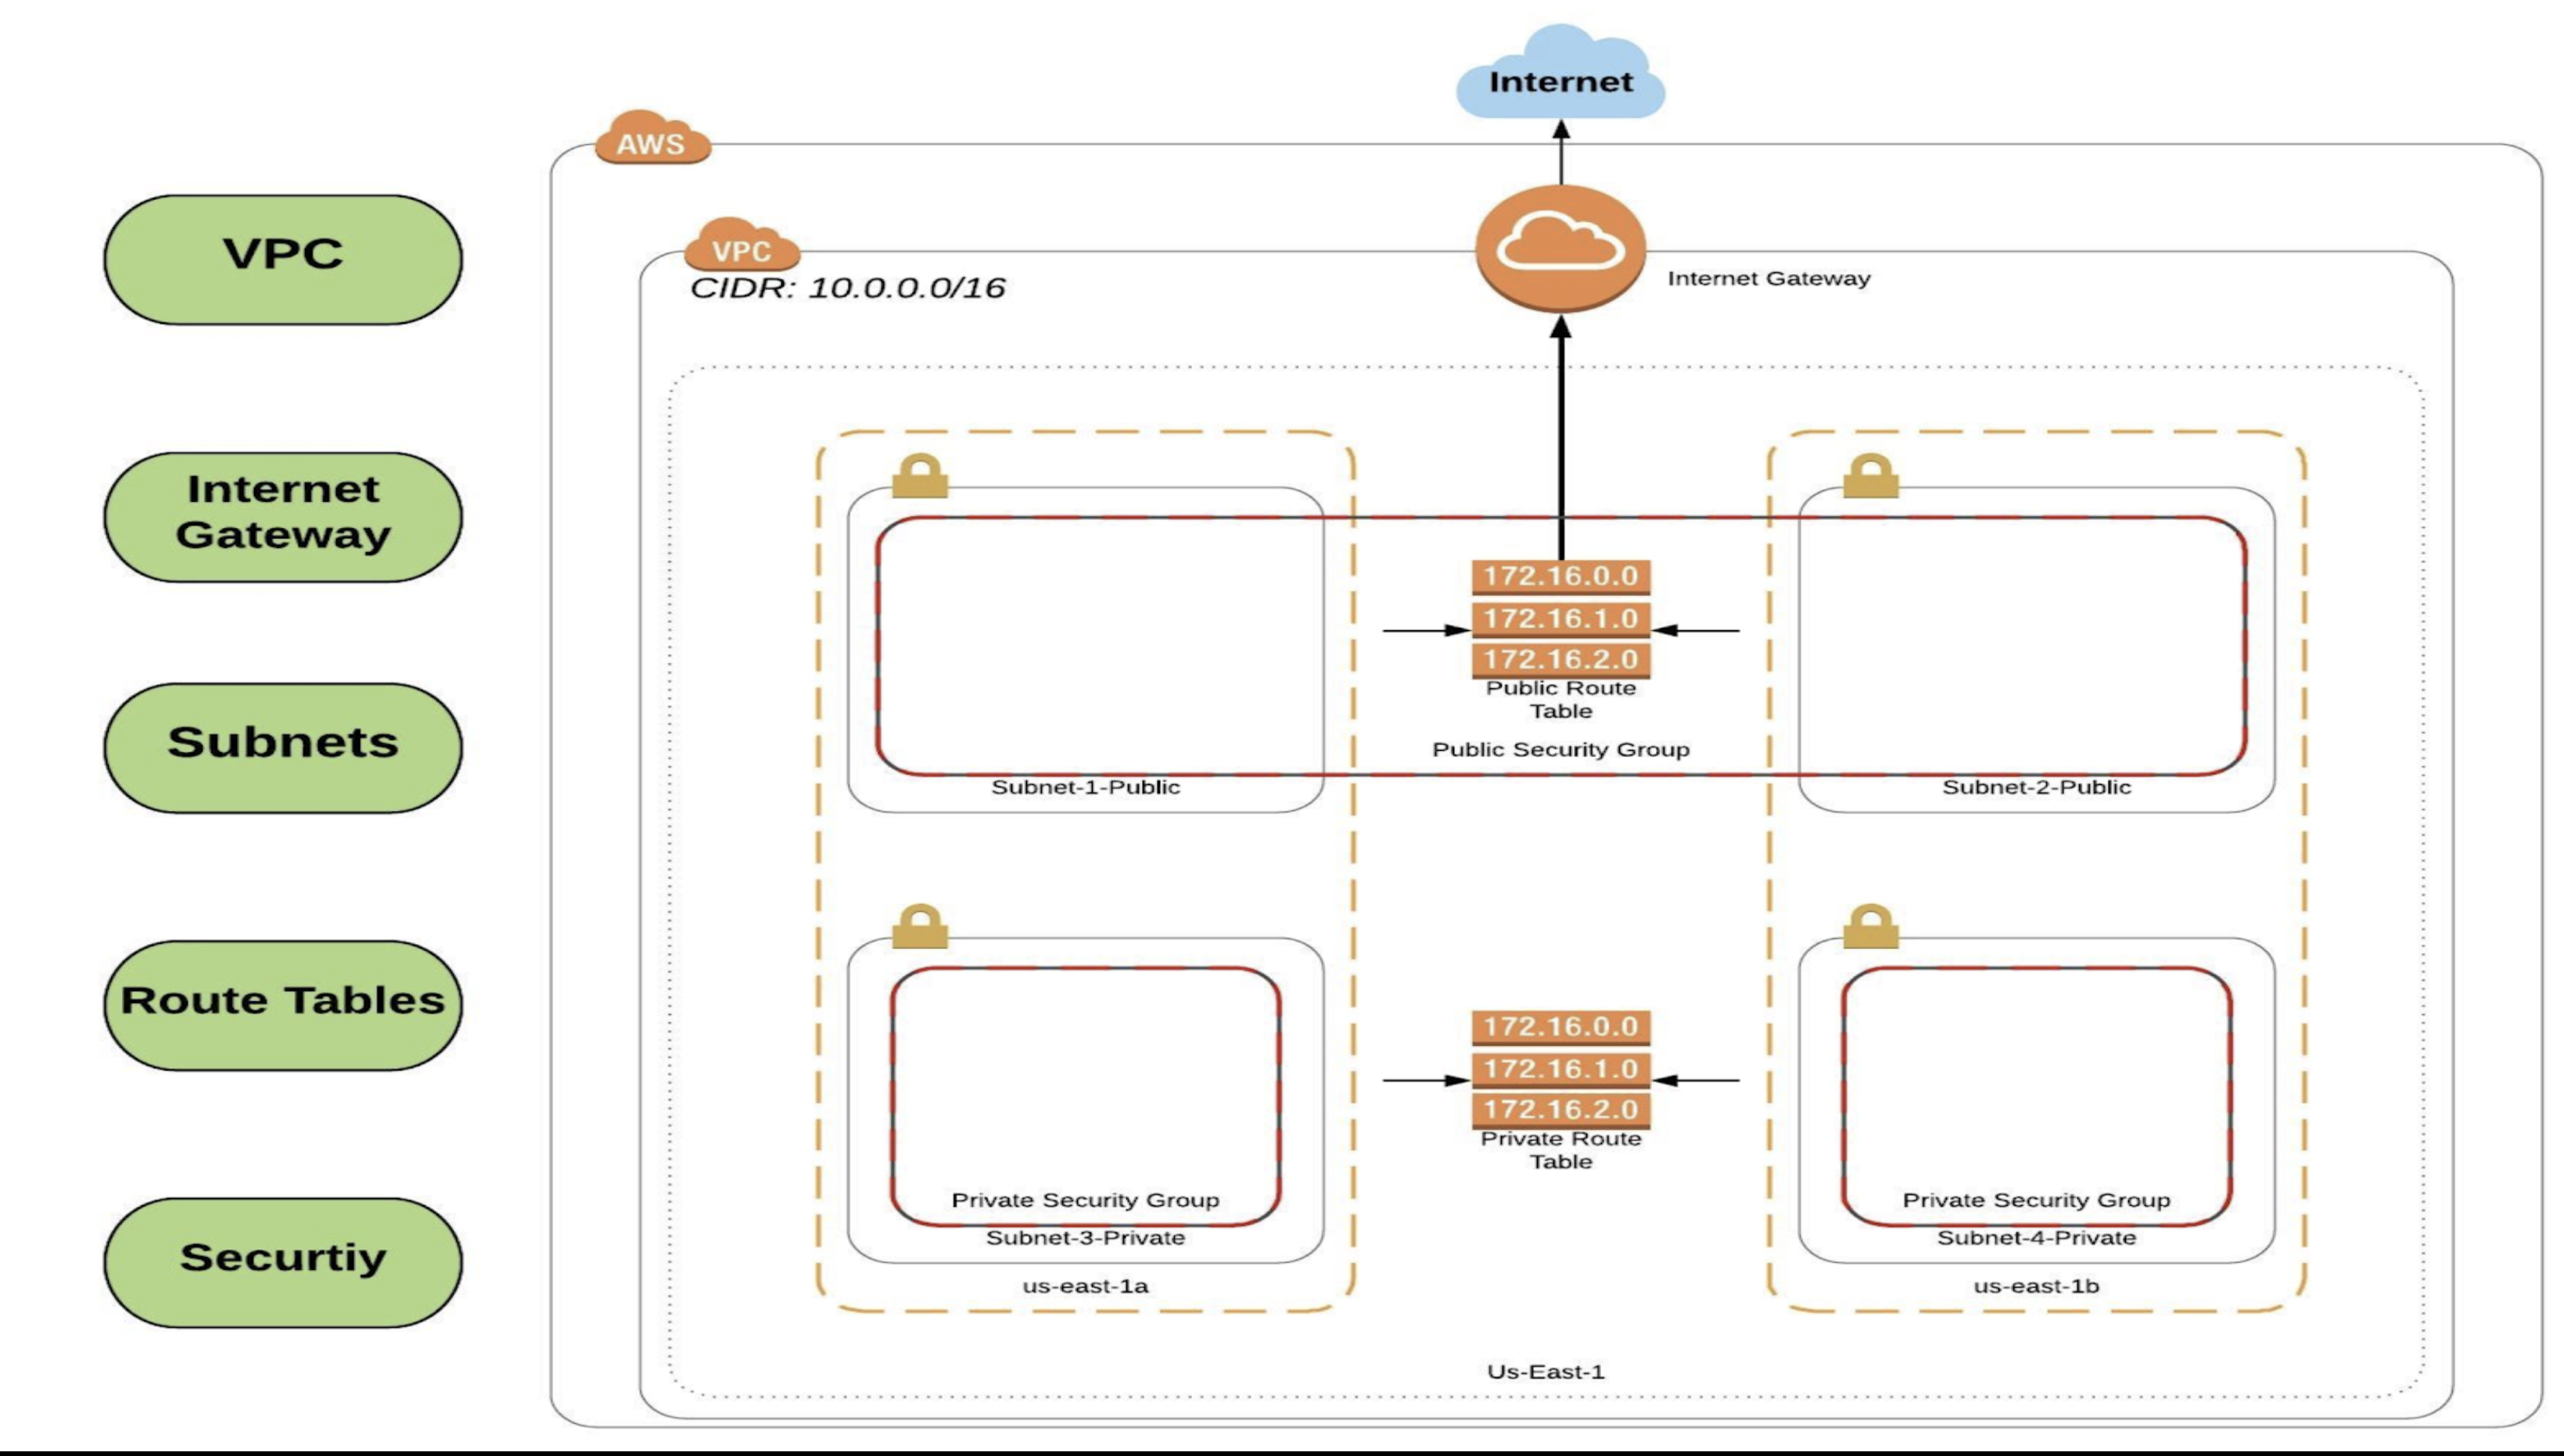 Internet
AWS
VPC
VPC
CIDR: 10.0.0.0/16
Internet Gateway
Internet
Gateway
172.16.0.0
172.16.1.0
172.16.2.0
Public Route
Table
Public Security Group
Subnets
Subnet-1-Public
Subnet-2-Public
Route Tables
172.16.0.0
172.16.1.0
172.16.2.0
Private Route
Table
Private Security Group
Private Security Group
Subnet-3-Private
Subnet-4-Private
Securtiy
us-east-1a
us-east-1b
Us-East-1